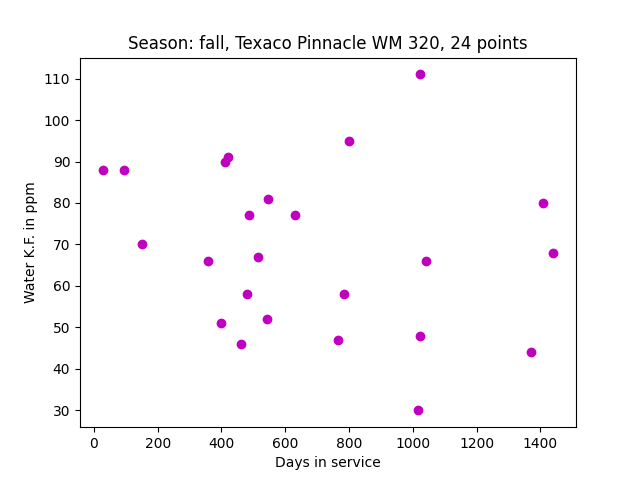 Season: fall, Texaco Pinnacle WM 320, 24 points
110
100
90
80
70
60
50
40
30
Water K.F. in ppm
0 200 400 600 800 1000 1200 1400
Days in service